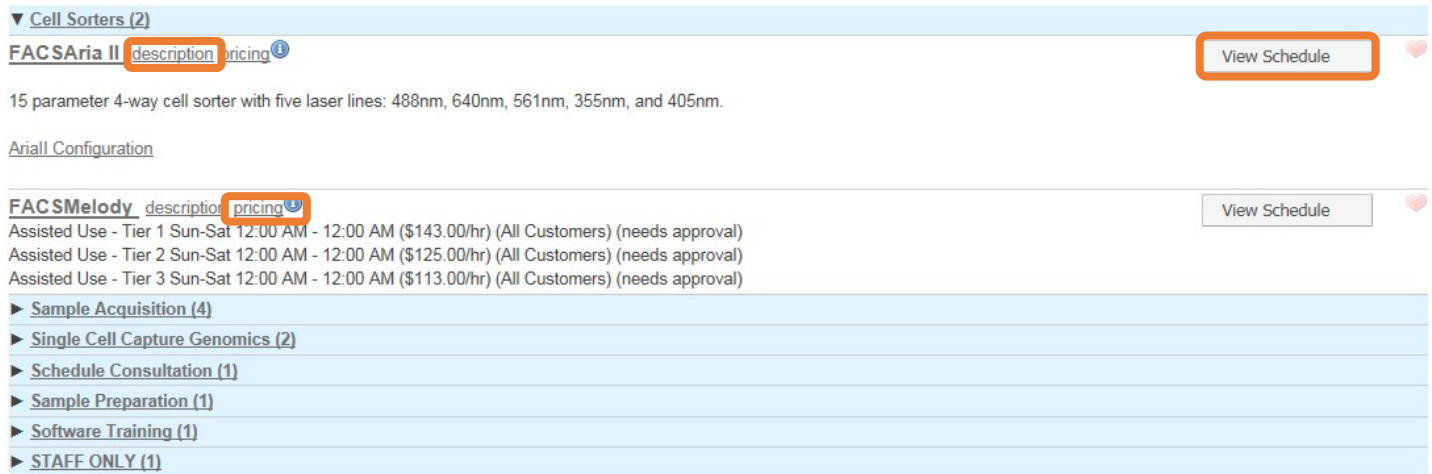 ▼ Cell Sorters (2)
FACSAria II description pricing View Schedule
15 parameter 4-way cell sorter with five laser lines: 488nm, 640nm, 561nm, 355nm, and 405nm.
AriaII Configuration
FACSMelody description pricing View Schedule
Assisted Use - Tier 1 Sun-Sat 12:00 AM - 12:00 AM ($143.00/hr) (All Customers) (needs approval)
Assisted Use - Tier 2 Sun-Sat 12:00 AM - 12:00 AM ($125.00/hr) (All Customers) (needs approval)
Assisted Use - Tier 3 Sun-Sat 12:00 AM - 12:00 AM ($113.00/hr) (All Customers) (needs approval)
► Sample Acquisition (4)
► Single Cell Capture Genomics (2)
► Schedule Consultation (1)
► Sample Preparation (1)
► Software Training (1)
► STAFF ONLY (1)